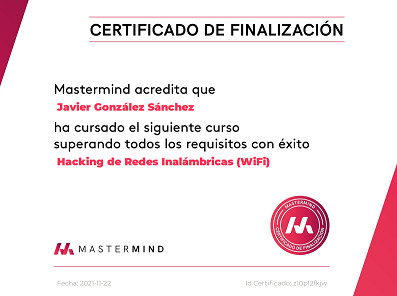 CERTIFICADO DE FINALIZACIÓN
Mastermind acredita que
Javier González Sánchez
ha cursado el siguiente curso
superando todos los requisitos con éxito
Hacking de Redes Inalámbricas (WiFi)
MASTERMIND
CERTIFICADO DE FINALIZACIÓN
MASTERMIND
Fecha: 2021-11-22
Id Certificado: zl0pl2fkjw